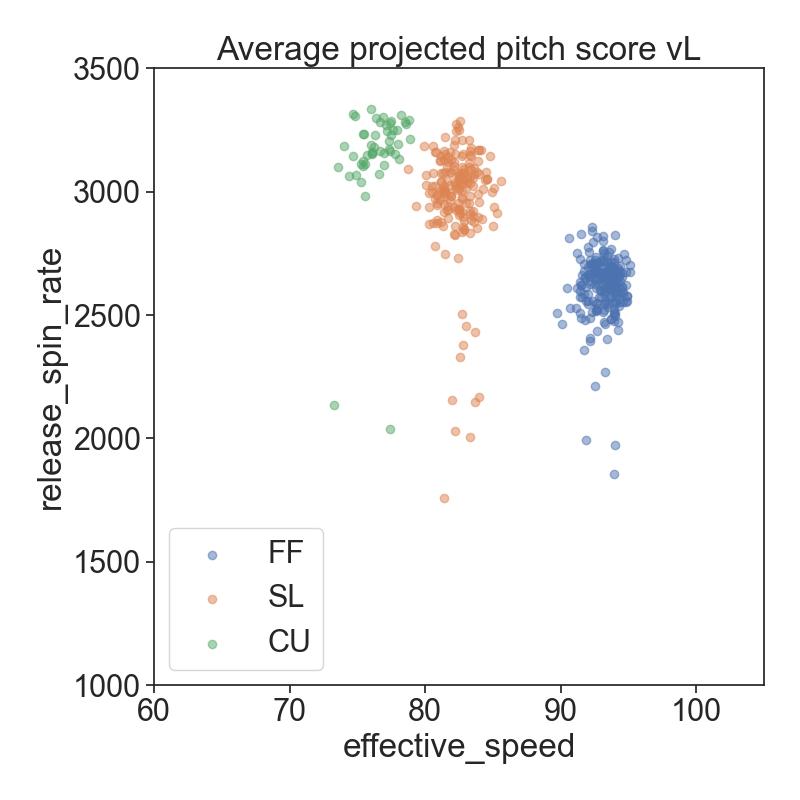 Average projected pitch score vL
3500
3000
2500
2000
1500
1000
release_spin_rate
FF
SL
CU
60 70 80 90 100
effective_speed